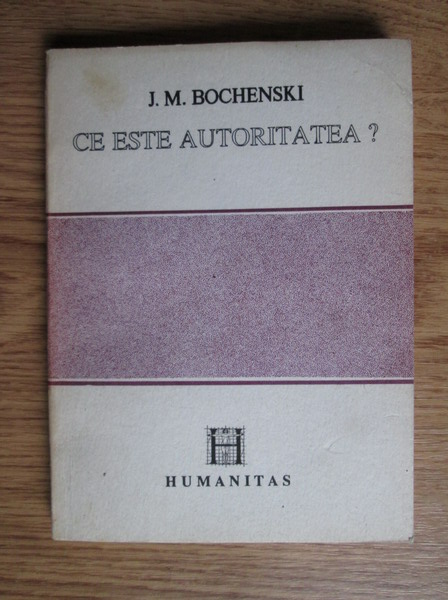 J. M. BOCHENSKI
CE ESTE AUTORITATEA ?
H
HUMANITAS